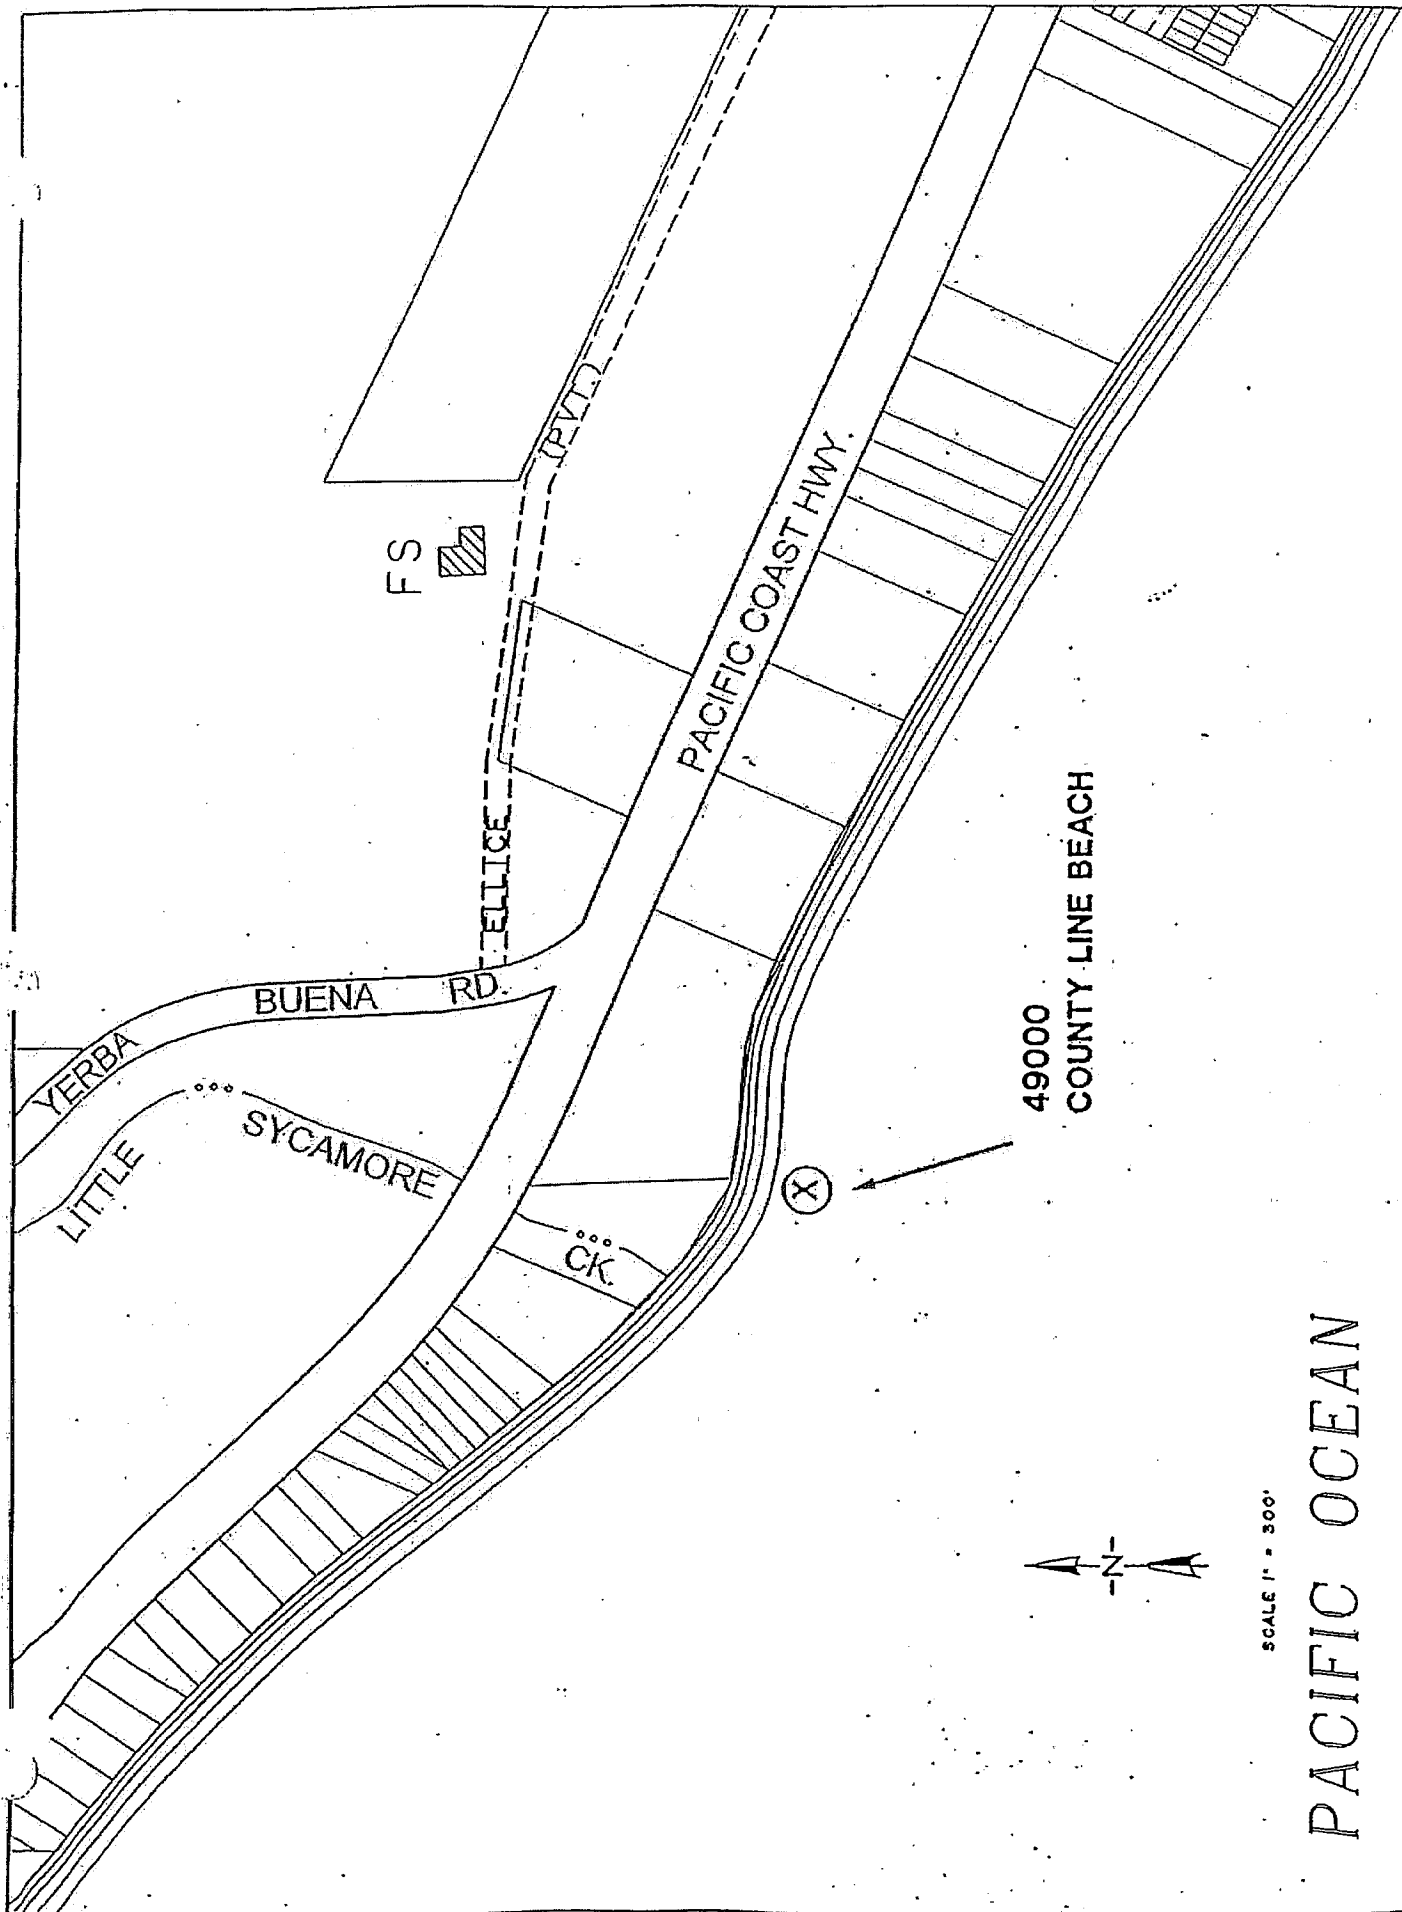 YERBA BUENA RD.
LITTLE SYCAMORE CK.
ELLICE (PVT.)
FS
PACIFIC COAST HWY.
49000
COUNTY LINE BEACH
-N-
SCALE 1" = 300'
PACIFIC OCEAN
X